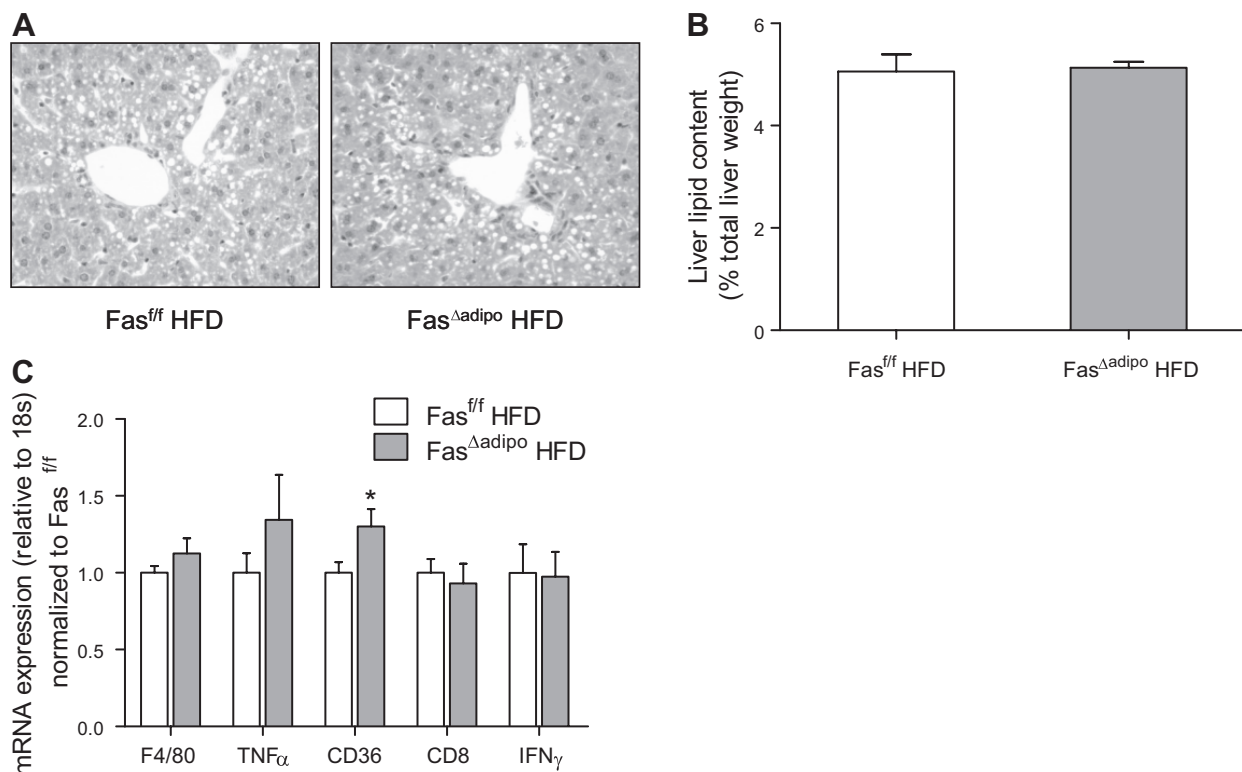 A
Fas^f/f HFD
Fas^Δadipo HFD
B
Liver lipid content
(% total liver weight)
6
4
2
0
Fas^f/f HFD
Fas^Δadipo HFD
C
mRNA expression (relative to 18s)
normalized to Fas^f/f
2.0
1.5
1.0
0.5
0.0
Fas^f/f HFD
Fas^Δadipo HFD
*
F4/80
TNFα
CD36
CD8
IFNγ